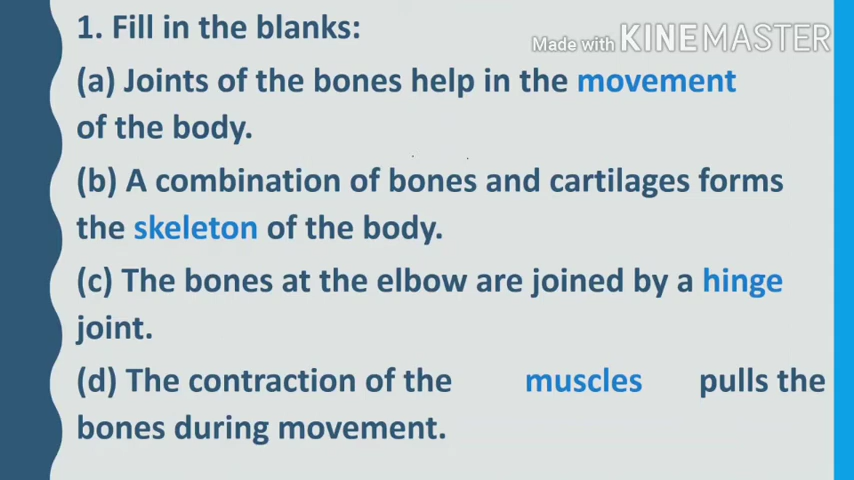 1. Fill in the blanks:
Made with KINEMASTER
(a) Joints of the bones help in the movement
of the body.
(b) A combination of bones and cartilages forms
the skeleton of the body.
(c) The bones at the elbow are joined by a hinge
joint.
(d) The contraction of the muscles pulls the
bones during movement.